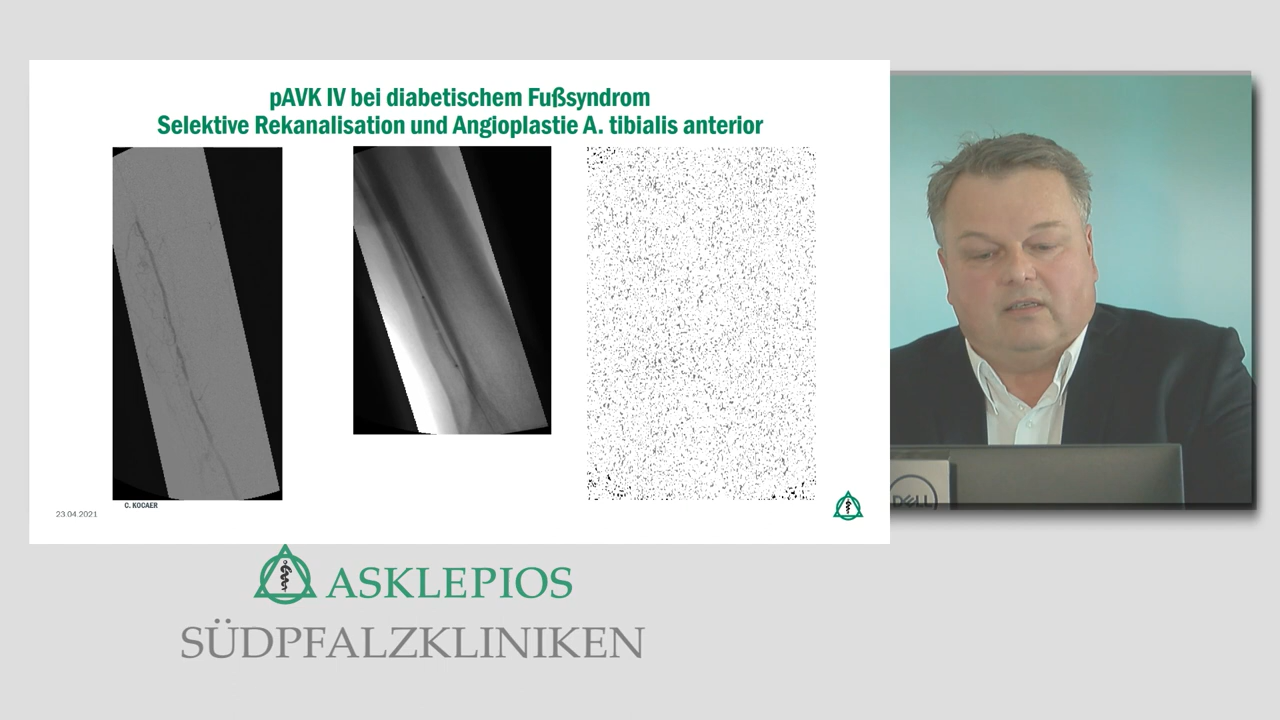 pAVK IV bei diabetischem Fußsyndrom
Selektive Rekanalisation und Angioplastie A. tibialis anterior
C. KOCAER
23.04.2021
DELL
ASKLEPIOS
SÜDPFALZKLINIKEN